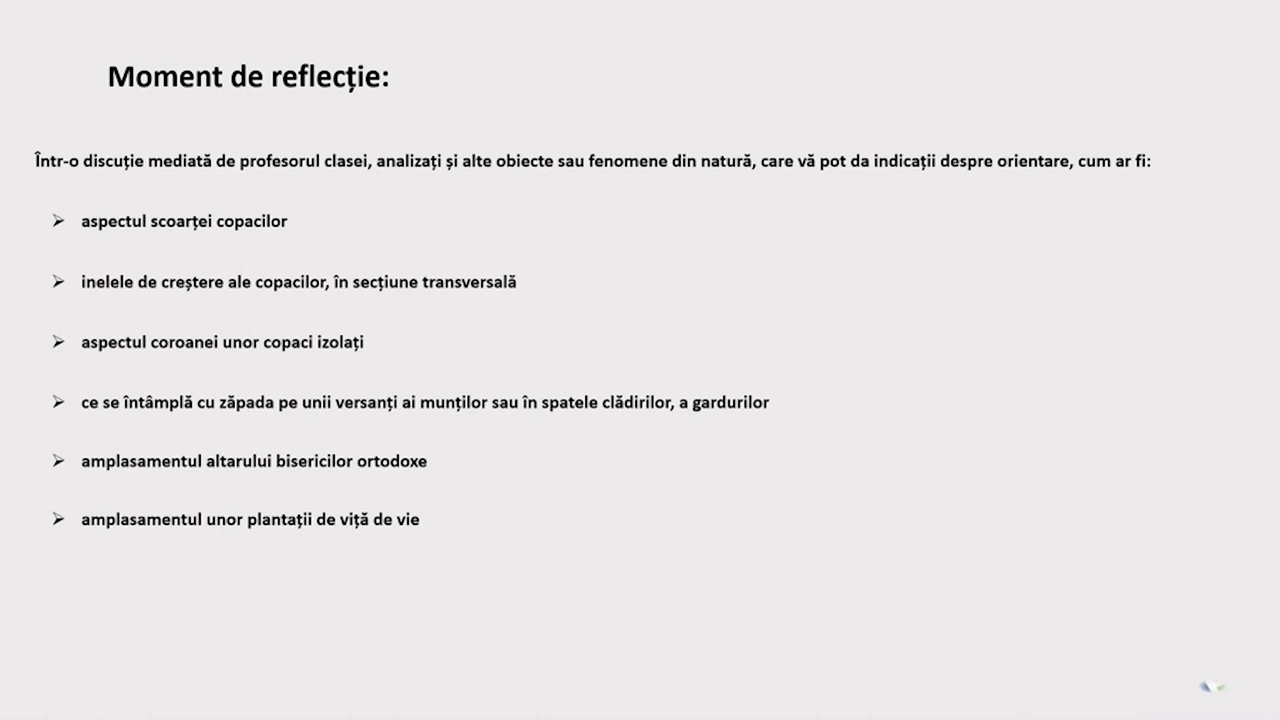 Moment de reflecție:
Într-o discuție mediată de profesorul clasei, analizați și alte obiecte sau fenomene din natură, care vă pot da indicații despre orientare, cum ar fi:
➢ aspectul scoarței copacilor
➢ inelele de creștere ale copacilor, în secțiune transversală
➢ aspectul coroanei unor copaci izolați
➢ ce se întâmplă cu zăpada pe unii versanți ai munților sau în spatele clădirilor, a gardurilor
➢ amplasamentul altarului bisericilor ortodoxe
➢ amplasamentul unor plantații de viță de vie